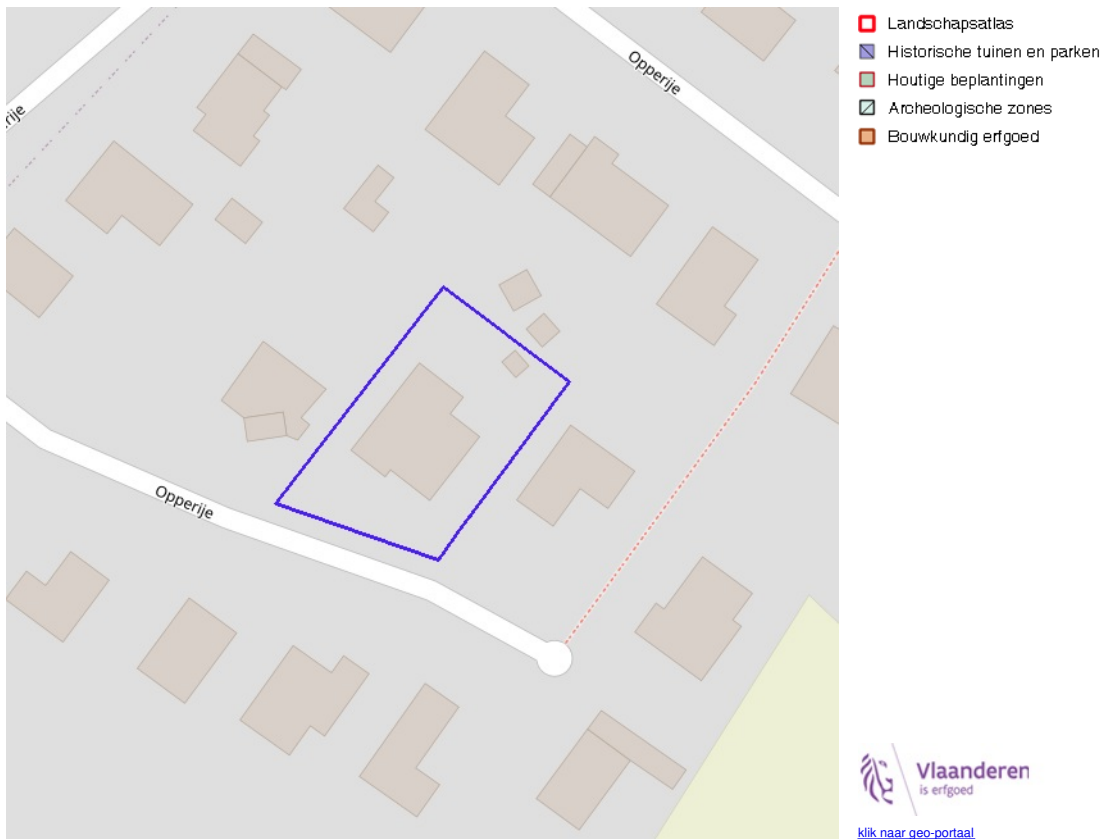 Opperije
rije
Opperije
Landschapsatlas
Historische tuinen en parken
Houtige beplantingen
Archeologische zones
Bouwkundig erfgoed
Vlaanderen
is erfgoed
klik naar geo-portaal